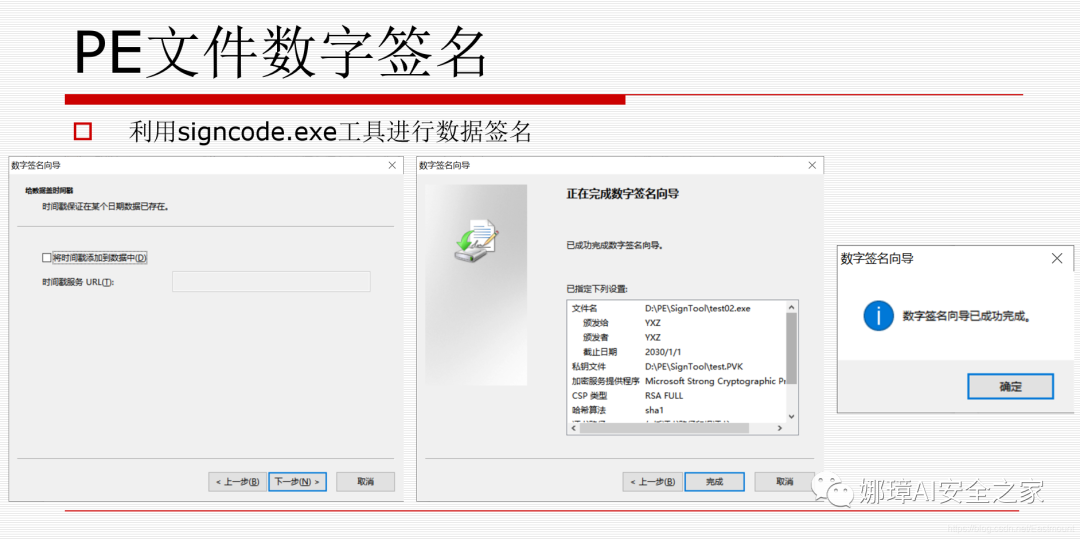 PE文件数字签名
利用signcode.exe工具进行数据签名
数字签名向导
给数据盖时间戳
时间戳保证在某个日期数据已存在。
将时间戳添加到数据中(D)
时间戳服务 URL(T):
< 上一步(B)
下一步(N) >
取消
数字签名向导
正在完成数字签名向导
已成功完成数字签名向导。
已指定下列设置:
文件名 D:\PE\SignTool\test02.exe
颁发给 YXZ
颁发者 YXZ
截止日期 2030/1/1
私钥文件 D:\PE\SignTool\test.PVK
加密服务提供程序 Microsoft Strong Cryptographic Pr
CSP 类型 RSA FULL
哈希算法 sha1
< 上一步(B)
完成
取消
数字签名向导
数字签名向导已成功完成。
确定
娜璋AI安全之家